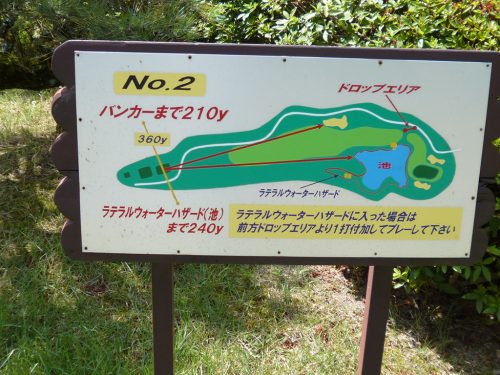 No.2
バンカーまで210y
360y
ドロップエリア
池
ラテラルウォーターハザード
ラテラルウォーターハザード(池)
まで240y
ラテラルウォーターハザードに入った場合は
前方ドロップエリアより1打付加してプレーして下さい